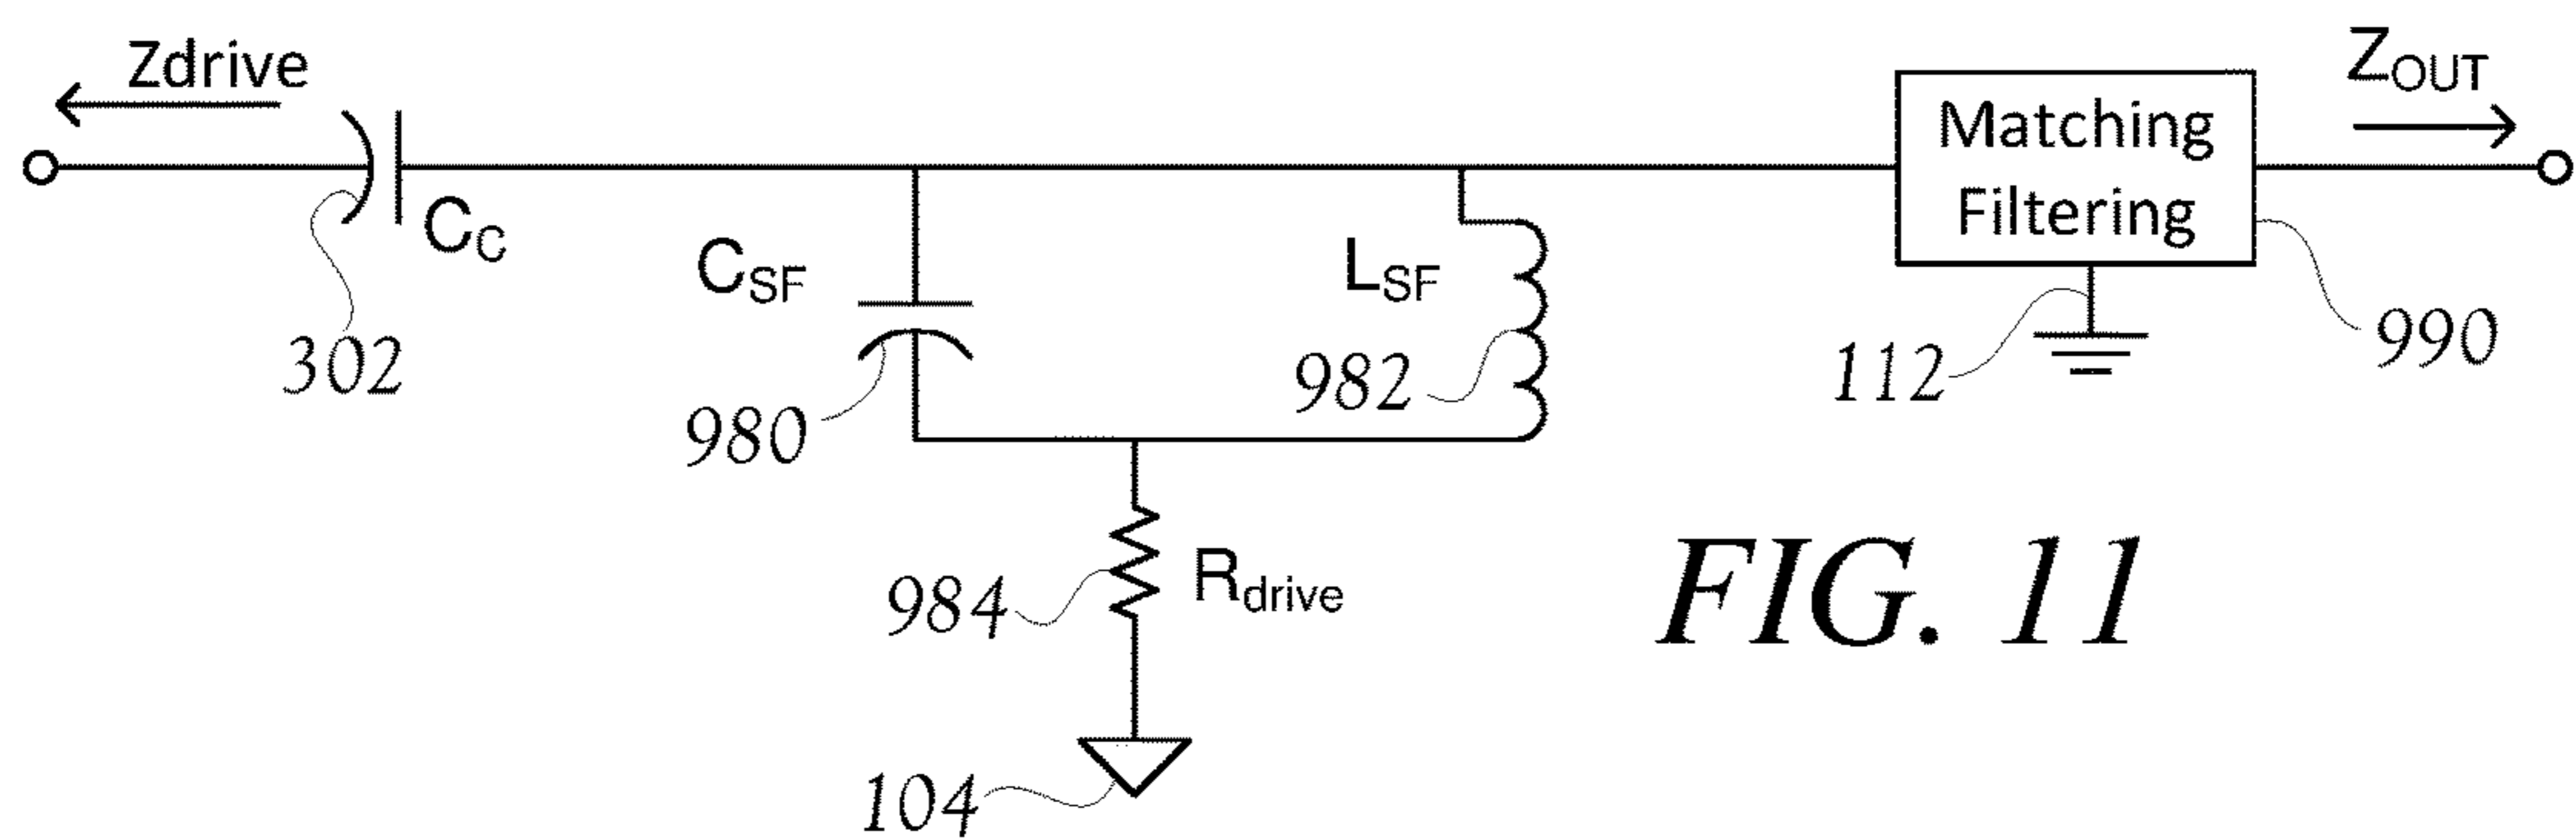 Zdrive
Z_OUT
Matching
Filtering
C_C
C_SF
L_SF
302
980
982
112
990
984
R_drive
FIG. 11
104